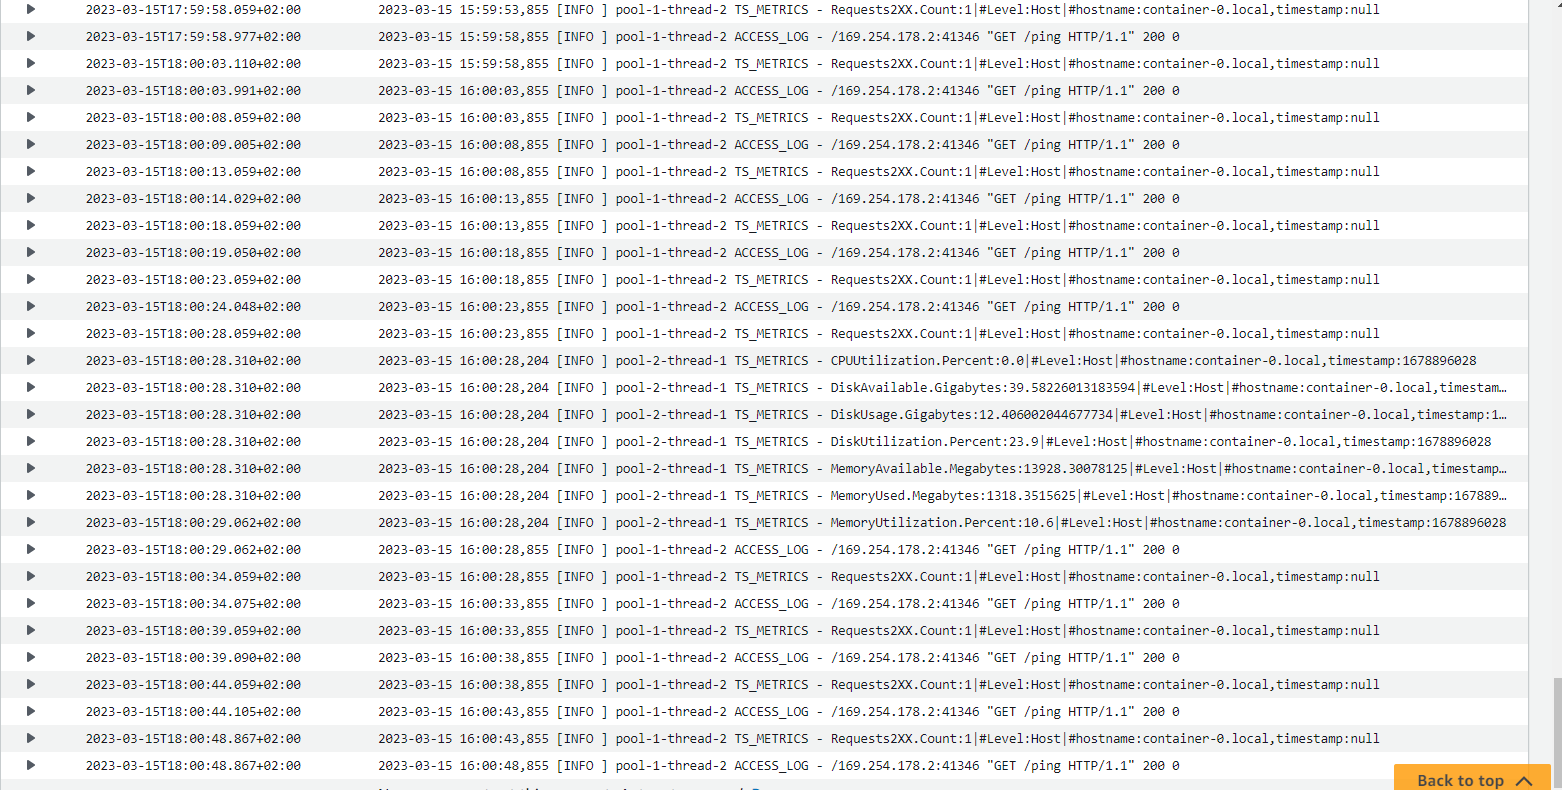 2023-03-15T17:59:58.059+02:00 2023-03-15 15:59:53,855 [INFO ] pool-1-thread-2 TS_METRICS - Requests2XX.Count:1|#Level:Host|#hostname:container-0.local,timestamp:null
2023-03-15T17:59:58.977+02:00 2023-03-15 15:59:58,855 [INFO ] pool-1-thread-2 ACCESS_LOG - /169.254.178.2:41346 "GET /ping HTTP/1.1" 200 0
2023-03-15T18:00:03.110+02:00 2023-03-15 15:59:58,855 [INFO ] pool-1-thread-2 TS_METRICS - Requests2XX.Count:1|#Level:Host|#hostname:container-0.local,timestamp:null
2023-03-15T18:00:03.991+02:00 2023-03-15 16:00:03,855 [INFO ] pool-1-thread-2 ACCESS_LOG - /169.254.178.2:41346 "GET /ping HTTP/1.1" 200 0
2023-03-15T18:00:08.059+02:00 2023-03-15 16:00:03,855 [INFO ] pool-1-thread-2 TS_METRICS - Requests2XX.Count:1|#Level:Host|#hostname:container-0.local,timestamp:null
2023-03-15T18:00:09.005+02:00 2023-03-15 16:00:08,855 [INFO ] pool-1-thread-2 ACCESS_LOG - /169.254.178.2:41346 "GET /ping HTTP/1.1" 200 0
2023-03-15T18:00:13.059+02:00 2023-03-15 16:00:08,855 [INFO ] pool-1-thread-2 TS_METRICS - Requests2XX.Count:1|#Level:Host|#hostname:container-0.local,timestamp:null
2023-03-15T18:00:14.029+02:00 2023-03-15 16:00:13,855 [INFO ] pool-1-thread-2 ACCESS_LOG - /169.254.178.2:41346 "GET /ping HTTP/1.1" 200 0
2023-03-15T18:00:18.059+02:00 2023-03-15 16:00:13,855 [INFO ] pool-1-thread-2 TS_METRICS - Requests2XX.Count:1|#Level:Host|#hostname:container-0.local,timestamp:null
2023-03-15T18:00:19.050+02:00 2023-03-15 16:00:18,855 [INFO ] pool-1-thread-2 ACCESS_LOG - /169.254.178.2:41346 "GET /ping HTTP/1.1" 200 0
2023-03-15T18:00:23.059+02:00 2023-03-15 16:00:18,855 [INFO ] pool-1-thread-2 TS_METRICS - Requests2XX.Count:1|#Level:Host|#hostname:container-0.local,timestamp:null
2023-03-15T18:00:24.048+02:00 2023-03-15 16:00:23,855 [INFO ] pool-1-thread-2 ACCESS_LOG - /169.254.178.2:41346 "GET /ping HTTP/1.1" 200 0
2023-03-15T18:00:28.059+02:00 2023-03-15 16:00:23,855 [INFO ] pool-1-thread-2 TS_METRICS - Requests2XX.Count:1|#Level:Host|#hostname:container-0.local,timestamp:null
2023-03-15T18:00:28.310+02:00 2023-03-15 16:00:28,204 [INFO ] pool-2-thread-1 TS_METRICS - CPUUtilization.Percent:0.0|#Level:Host|#hostname:container-0.local,timestamp:1678896028
2023-03-15T18:00:28.310+02:00 2023-03-15 16:00:28,204 [INFO ] pool-2-thread-1 TS_METRICS - DiskAvailable.Gigabytes:39.58226013183594|#Level:Host|#hostname:container-0.local,timestam…
2023-03-15T18:00:28.310+02:00 2023-03-15 16:00:28,204 [INFO ] pool-2-thread-1 TS_METRICS - DiskUsage.Gigabytes:12.406002044677734|#Level:Host|#hostname:container-0.local,timestamp:1…
2023-03-15T18:00:28.310+02:00 2023-03-15 16:00:28,204 [INFO ] pool-2-thread-1 TS_METRICS - DiskUtilization.Percent:23.9|#Level:Host|#hostname:container-0.local,timestamp:1678896028
2023-03-15T18:00:28.310+02:00 2023-03-15 16:00:28,204 [INFO ] pool-2-thread-1 TS_METRICS - MemoryAvailable.Megabytes:13928.30078125|#Level:Host|#hostname:container-0.local,timestamp…
2023-03-15T18:00:28.310+02:00 2023-03-15 16:00:28,204 [INFO ] pool-2-thread-1 TS_METRICS - MemoryUsed.Megabytes:1318.3515625|#Level:Host|#hostname:container-0.local,timestamp:167889…
2023-03-15T18:00:29.062+02:00 2023-03-15 16:00:28,204 [INFO ] pool-2-thread-1 TS_METRICS - MemoryUtilization.Percent:10.6|#Level:Host|#hostname:container-0.local,timestamp:1678896028
2023-03-15T18:00:29.062+02:00 2023-03-15 16:00:28,855 [INFO ] pool-1-thread-2 ACCESS_LOG - /169.254.178.2:41346 "GET /ping HTTP/1.1" 200 0
2023-03-15T18:00:34.059+02:00 2023-03-15 16:00:28,855 [INFO ] pool-1-thread-2 TS_METRICS - Requests2XX.Count:1|#Level:Host|#hostname:container-0.local,timestamp:null
2023-03-15T18:00:34.075+02:00 2023-03-15 16:00:33,855 [INFO ] pool-1-thread-2 ACCESS_LOG - /169.254.178.2:41346 "GET /ping HTTP/1.1" 200 0
2023-03-15T18:00:39.059+02:00 2023-03-15 16:00:33,855 [INFO ] pool-1-thread-2 TS_METRICS - Requests2XX.Count:1|#Level:Host|#hostname:container-0.local,timestamp:null
2023-03-15T18:00:39.090+02:00 2023-03-15 16:00:38,855 [INFO ] pool-1-thread-2 ACCESS_LOG - /169.254.178.2:41346 "GET /ping HTTP/1.1" 200 0
2023-03-15T18:00:44.059+02:00 2023-03-15 16:00:38,855 [INFO ] pool-1-thread-2 TS_METRICS - Requests2XX.Count:1|#Level:Host|#hostname:container-0.local,timestamp:null
2023-03-15T18:00:44.105+02:00 2023-03-15 16:00:43,855 [INFO ] pool-1-thread-2 ACCESS_LOG - /169.254.178.2:41346 "GET /ping HTTP/1.1" 200 0
2023-03-15T18:00:48.867+02:00 2023-03-15 16:00:43,855 [INFO ] pool-1-thread-2 TS_METRICS - Requests2XX.Count:1|#Level:Host|#hostname:container-0.local,timestamp:null
2023-03-15T18:00:48.867+02:00 2023-03-15 16:00:48,855 [INFO ] pool-1-thread-2 ACCESS_LOG - /169.254.178.2:41346 "GET /ping HTTP/1.1" 200 0
Back to top